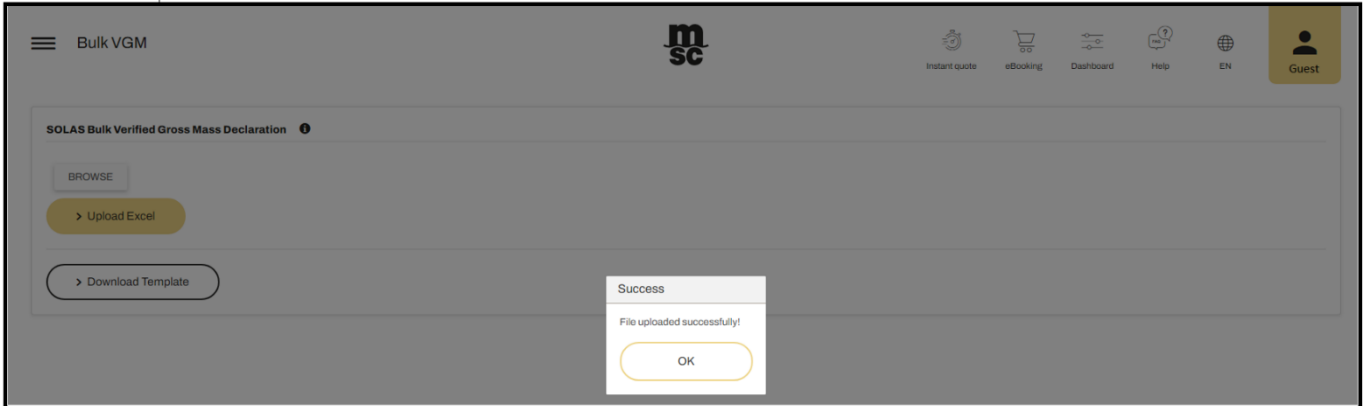 Bulk VGM
msc
Instant quote
eBooking
Dashboard
FAQ ?
Help
EN
Guest
SOLAS Bulk Verified Gross Mass Declaration i
BROWSE
> Upload Excel
> Download Template
Success
File uploaded successfully!
OK